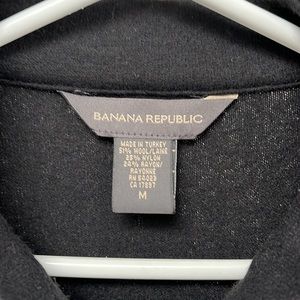 BANANA REPUBLIC
MADE IN TURKEY
51% WOOL/LAINE
25% NYLON
24% RAYON/
RAYONNE
RN 54023
CA 17897
M